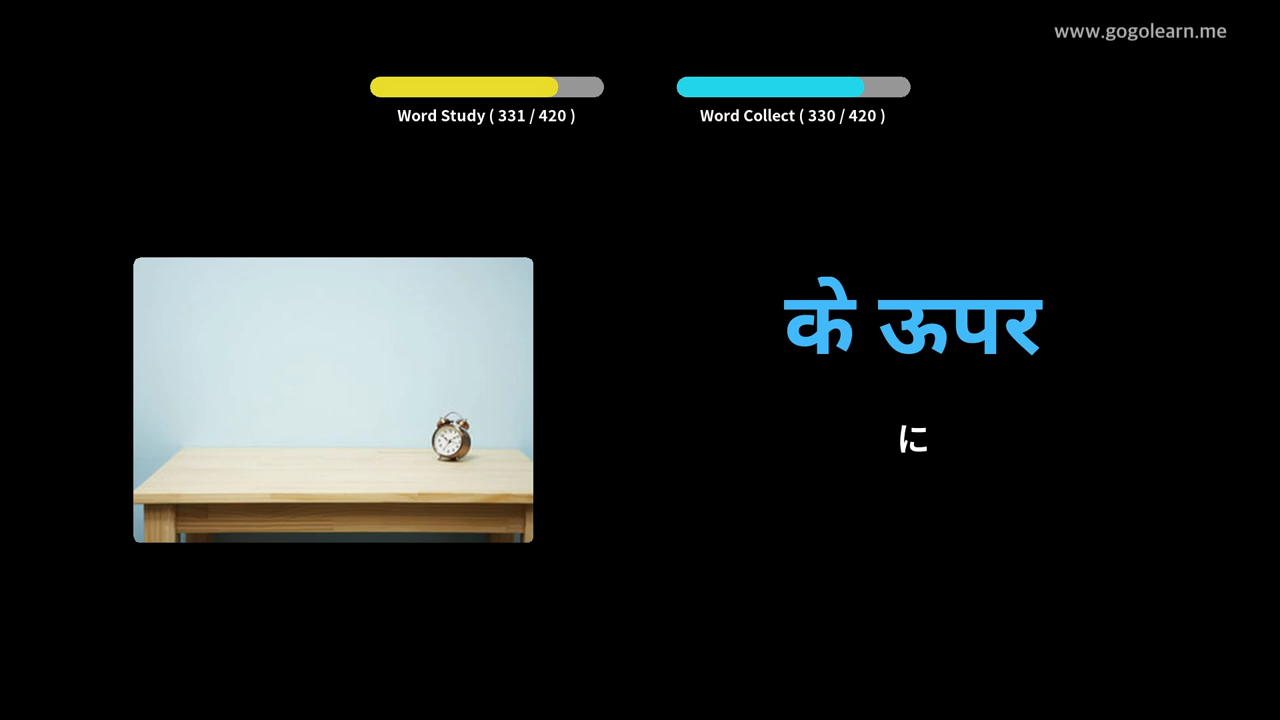 www.gogolearn.me
Word Study ( 331 / 420 )
Word Collect ( 330 / 420 )
के ऊपर
に